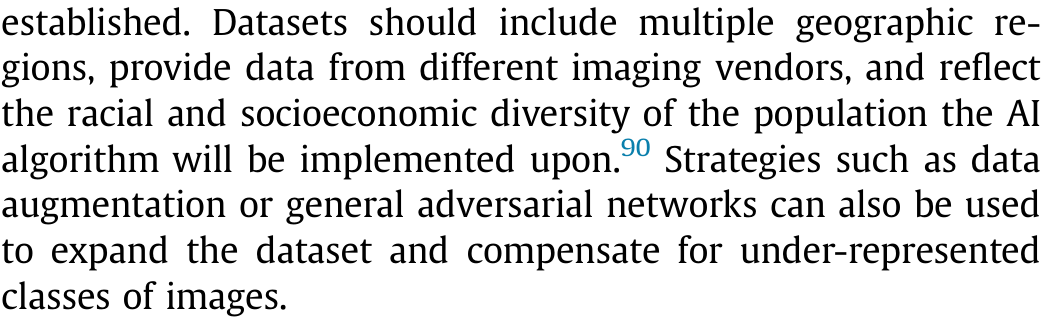 established. Datasets should include multiple geographic re-
gions, provide data from different imaging vendors, and reflect
the racial and socioeconomic diversity of the population the AI
algorithm will be implemented upon.90 Strategies such as data
augmentation or general adversarial networks can also be used
to expand the dataset and compensate for under-represented
classes of images.